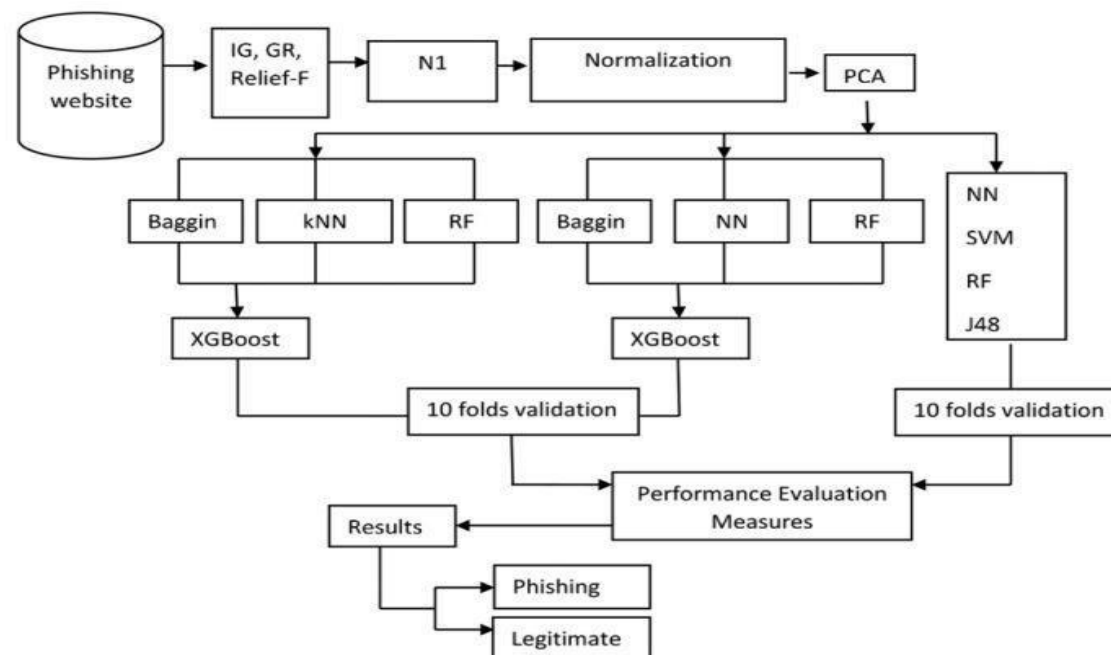 Phishing
website
IG, GR,
Relief-F
N1
Normalization
PCA
Baggin
kNN
RF
Baggin
NN
RF
NN
SVM
RF
J48
XGBoost
XGBoost
10 folds validation
10 folds validation
Performance Evaluation
Measures
Results
Phishing
Legitimate